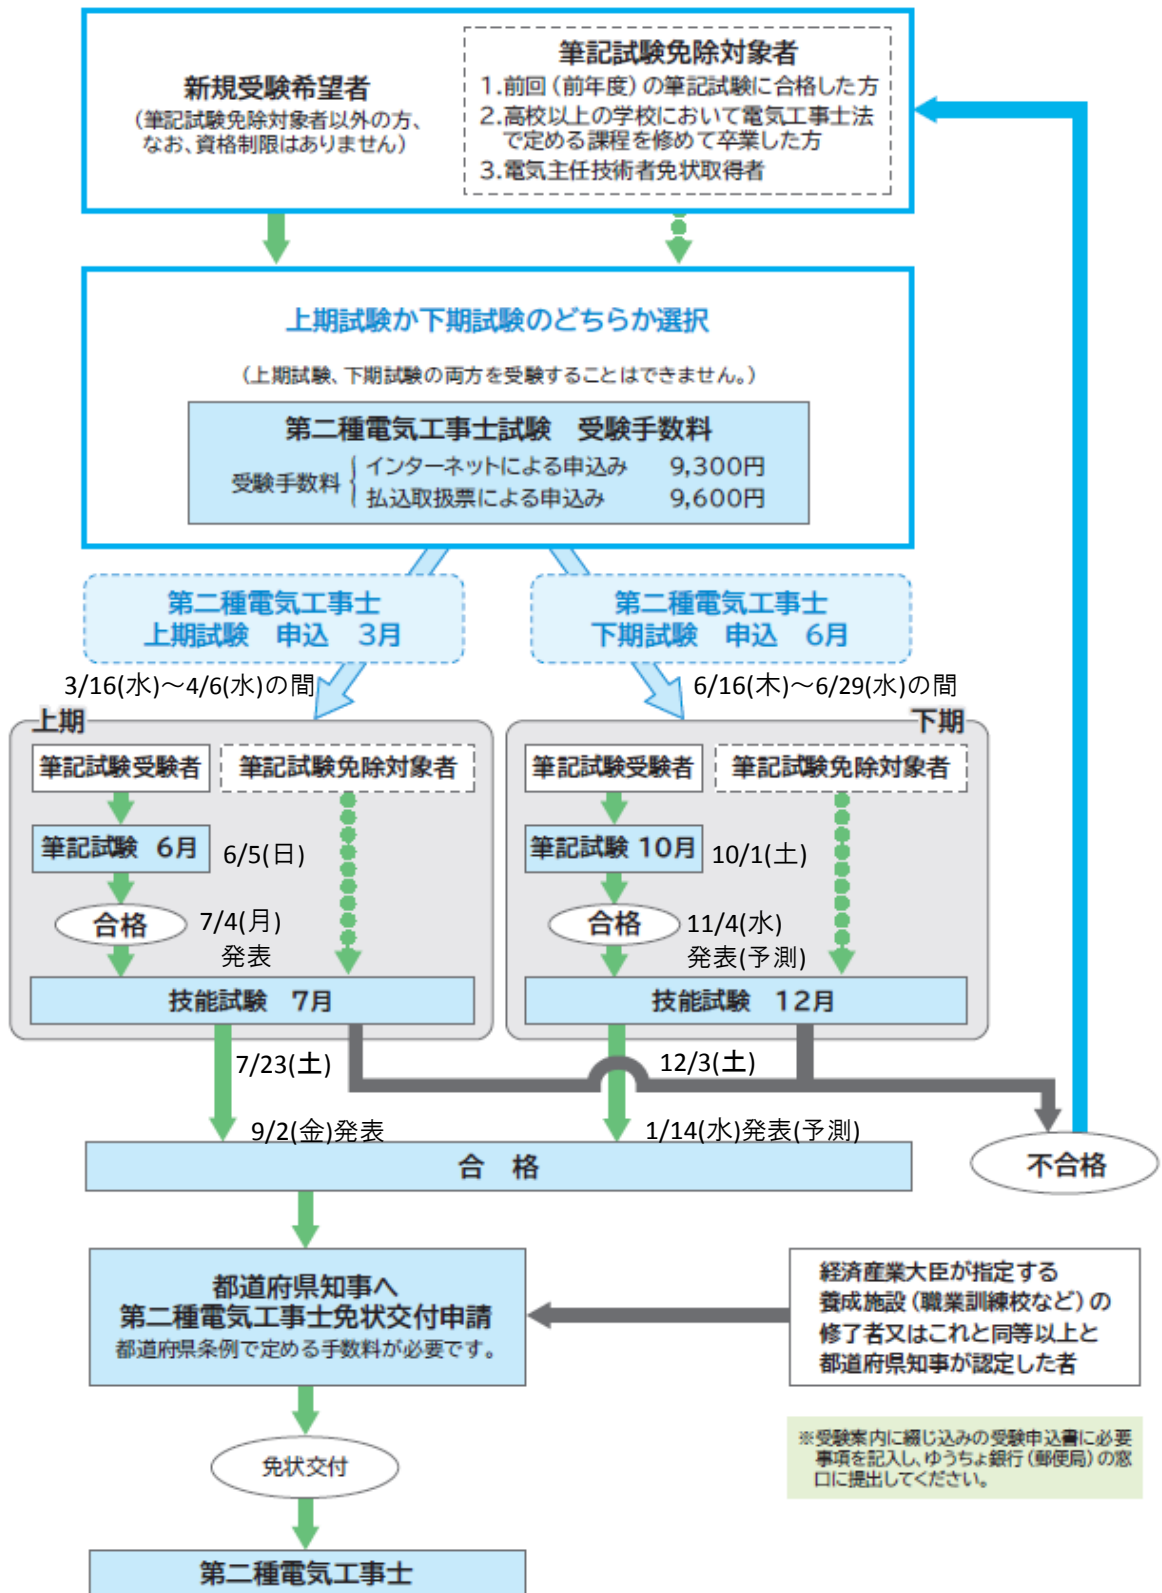 新規受験希望者
(筆記試験免除対象者以外の方、
なお、資格制限はありません)
筆記試験免除対象者
1.前回(前年度)の筆記試験に合格した方
2.高校以上の学校において電気工事士法
で定める課程を修めて卒業した方
3.電気主任技術者免状取得者
上期試験か下期試験のどちらか選択
(上期試験、下期試験の両方を受験することはできません。)
第二種電気工事士試験 受験手数料
受験手数料
インターネットによる申込み 9,300円
払込取扱票による申込み 9,600円
第二種電気工事士
上期試験 申込 3月
第二種電気工事士
下期試験 申込 6月
3/16(水)～4/6(水)の間
6/16(木)～6/29(水)の間
上期
筆記試験受験者
筆記試験免除対象者
筆記試験 6月
6/5(日)
合格
7/4(月)
発表
技能試験 7月
下期
筆記試験受験者
筆記試験免除対象者
筆記試験 10月
10/1(土)
合格
11/4(水)
発表(予測)
技能試験 12月
7/23(土)
12/3(土)
9/2(金)発表
1/14(水)発表(予測)
合 格
不合格
都道府県知事へ
第二種電気工事士免状交付申請
都道府県条例で定める手数料が必要です。
経済産業大臣が指定する
養成施設(職業訓練校など)の
修了者又はこれと同等以上と
都道府県知事が認定した者
※受験案内に綴じ込みの受験申込書に必要
事項を記入し、ゆうちょ銀行(郵便局)の窓
口に提出してください。
免状交付
第二種電気工事士